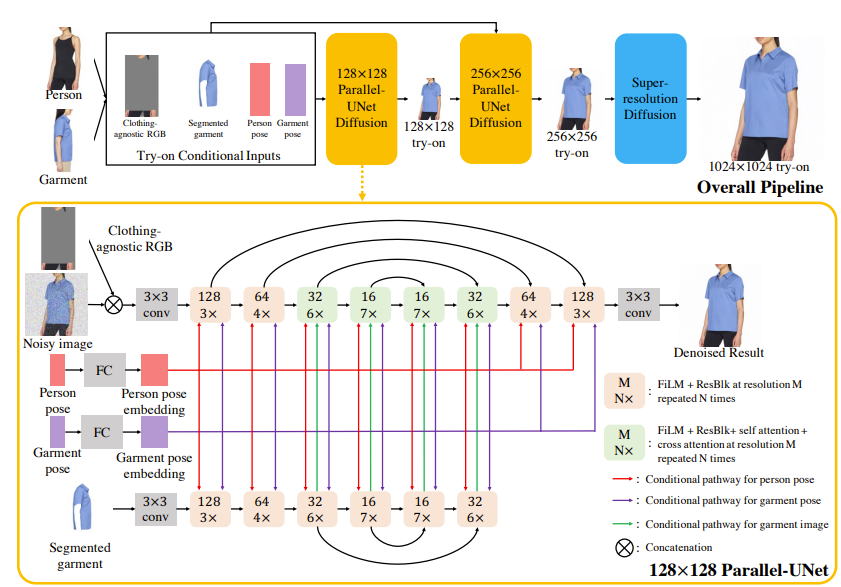 Person
Garment
Clothing-
agnostic RGB
Segmented
garment
Person
pose
Garment
pose
Try-on Conditional Inputs
128×128
Parallel-
UNet
Diffusion
128×128
try-on
256×256
Parallel-
UNet
Diffusion
256×256
try-on
Super-
resolution
Diffusion
1024×1024 try-on
Overall Pipeline
Clothing-
agnostic RGB
Noisy image
3×3
conv
128
3×
64
4×
32
6×
16
7×
16
7×
32
6×
64
4×
128
3×
3×3
conv
Denoised Result
Person
pose
FC
Person pose
embedding
Garment
pose
FC
Garment pose
embedding
Segmented
garment
3×3
conv
128
3×
64
4×
32
6×
16
7×
16
7×
32
6×
M
N×
: FiLM + ResBlk at resolution M
repeated N times
M
N×
: FiLM + ResBlk+ self attention +
cross attention at resolution M
repeated N times
: Conditional pathway for person pose
: Conditional pathway for garment pose
: Conditional pathway for garment image
: Concatenation
128×128 Parallel-UNet